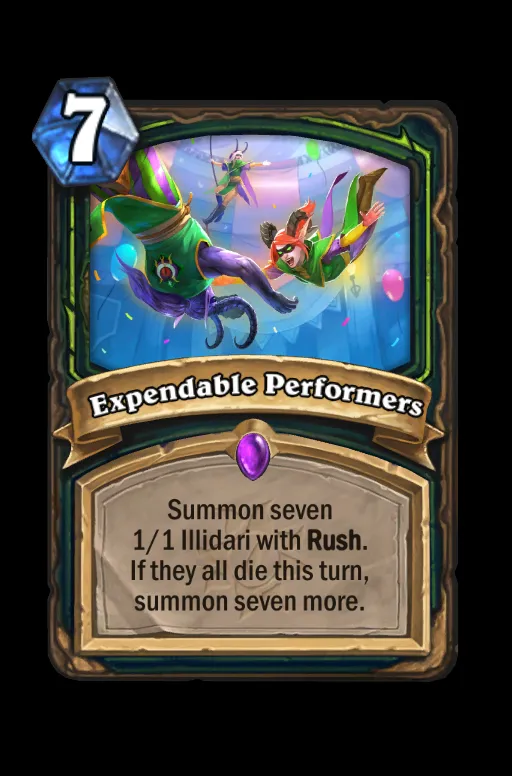 7
Expendable Performers
Summon seven
1/1 Illidari with Rush.
If they all die this turn,
summon seven more.